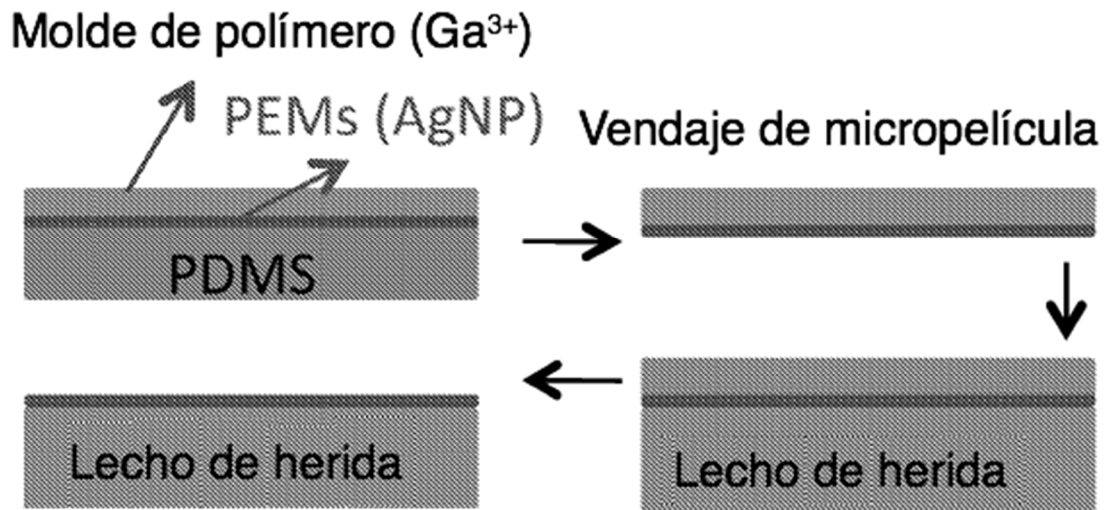 Molde de polímero (Ga³⁺)
PEMs (AgNP)
Vendaje de micropelícula
PDMS
Lecho de herida
Lecho de herida